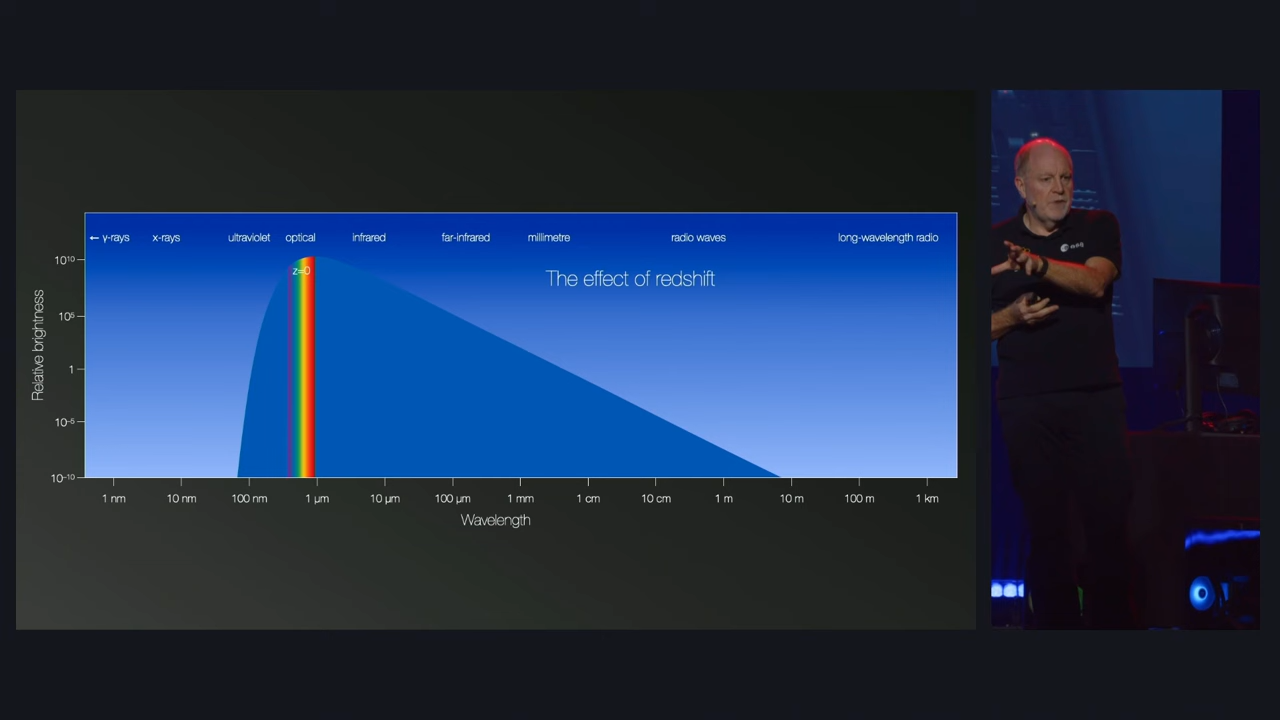 ← γ-rays x-rays ultraviolet optical infrared far-infrared millimetre radio waves long-wavelength radio
The effect of redshift
z=0
Relative brightness
10¹⁰
10⁵
1
10⁻⁵
10⁻¹⁰
1 nm 10 nm 100 nm 1 µm 10 µm 100 µm 1 mm 1 cm 10 cm 1 m 10 m 100 m 1 km
Wavelength
esa